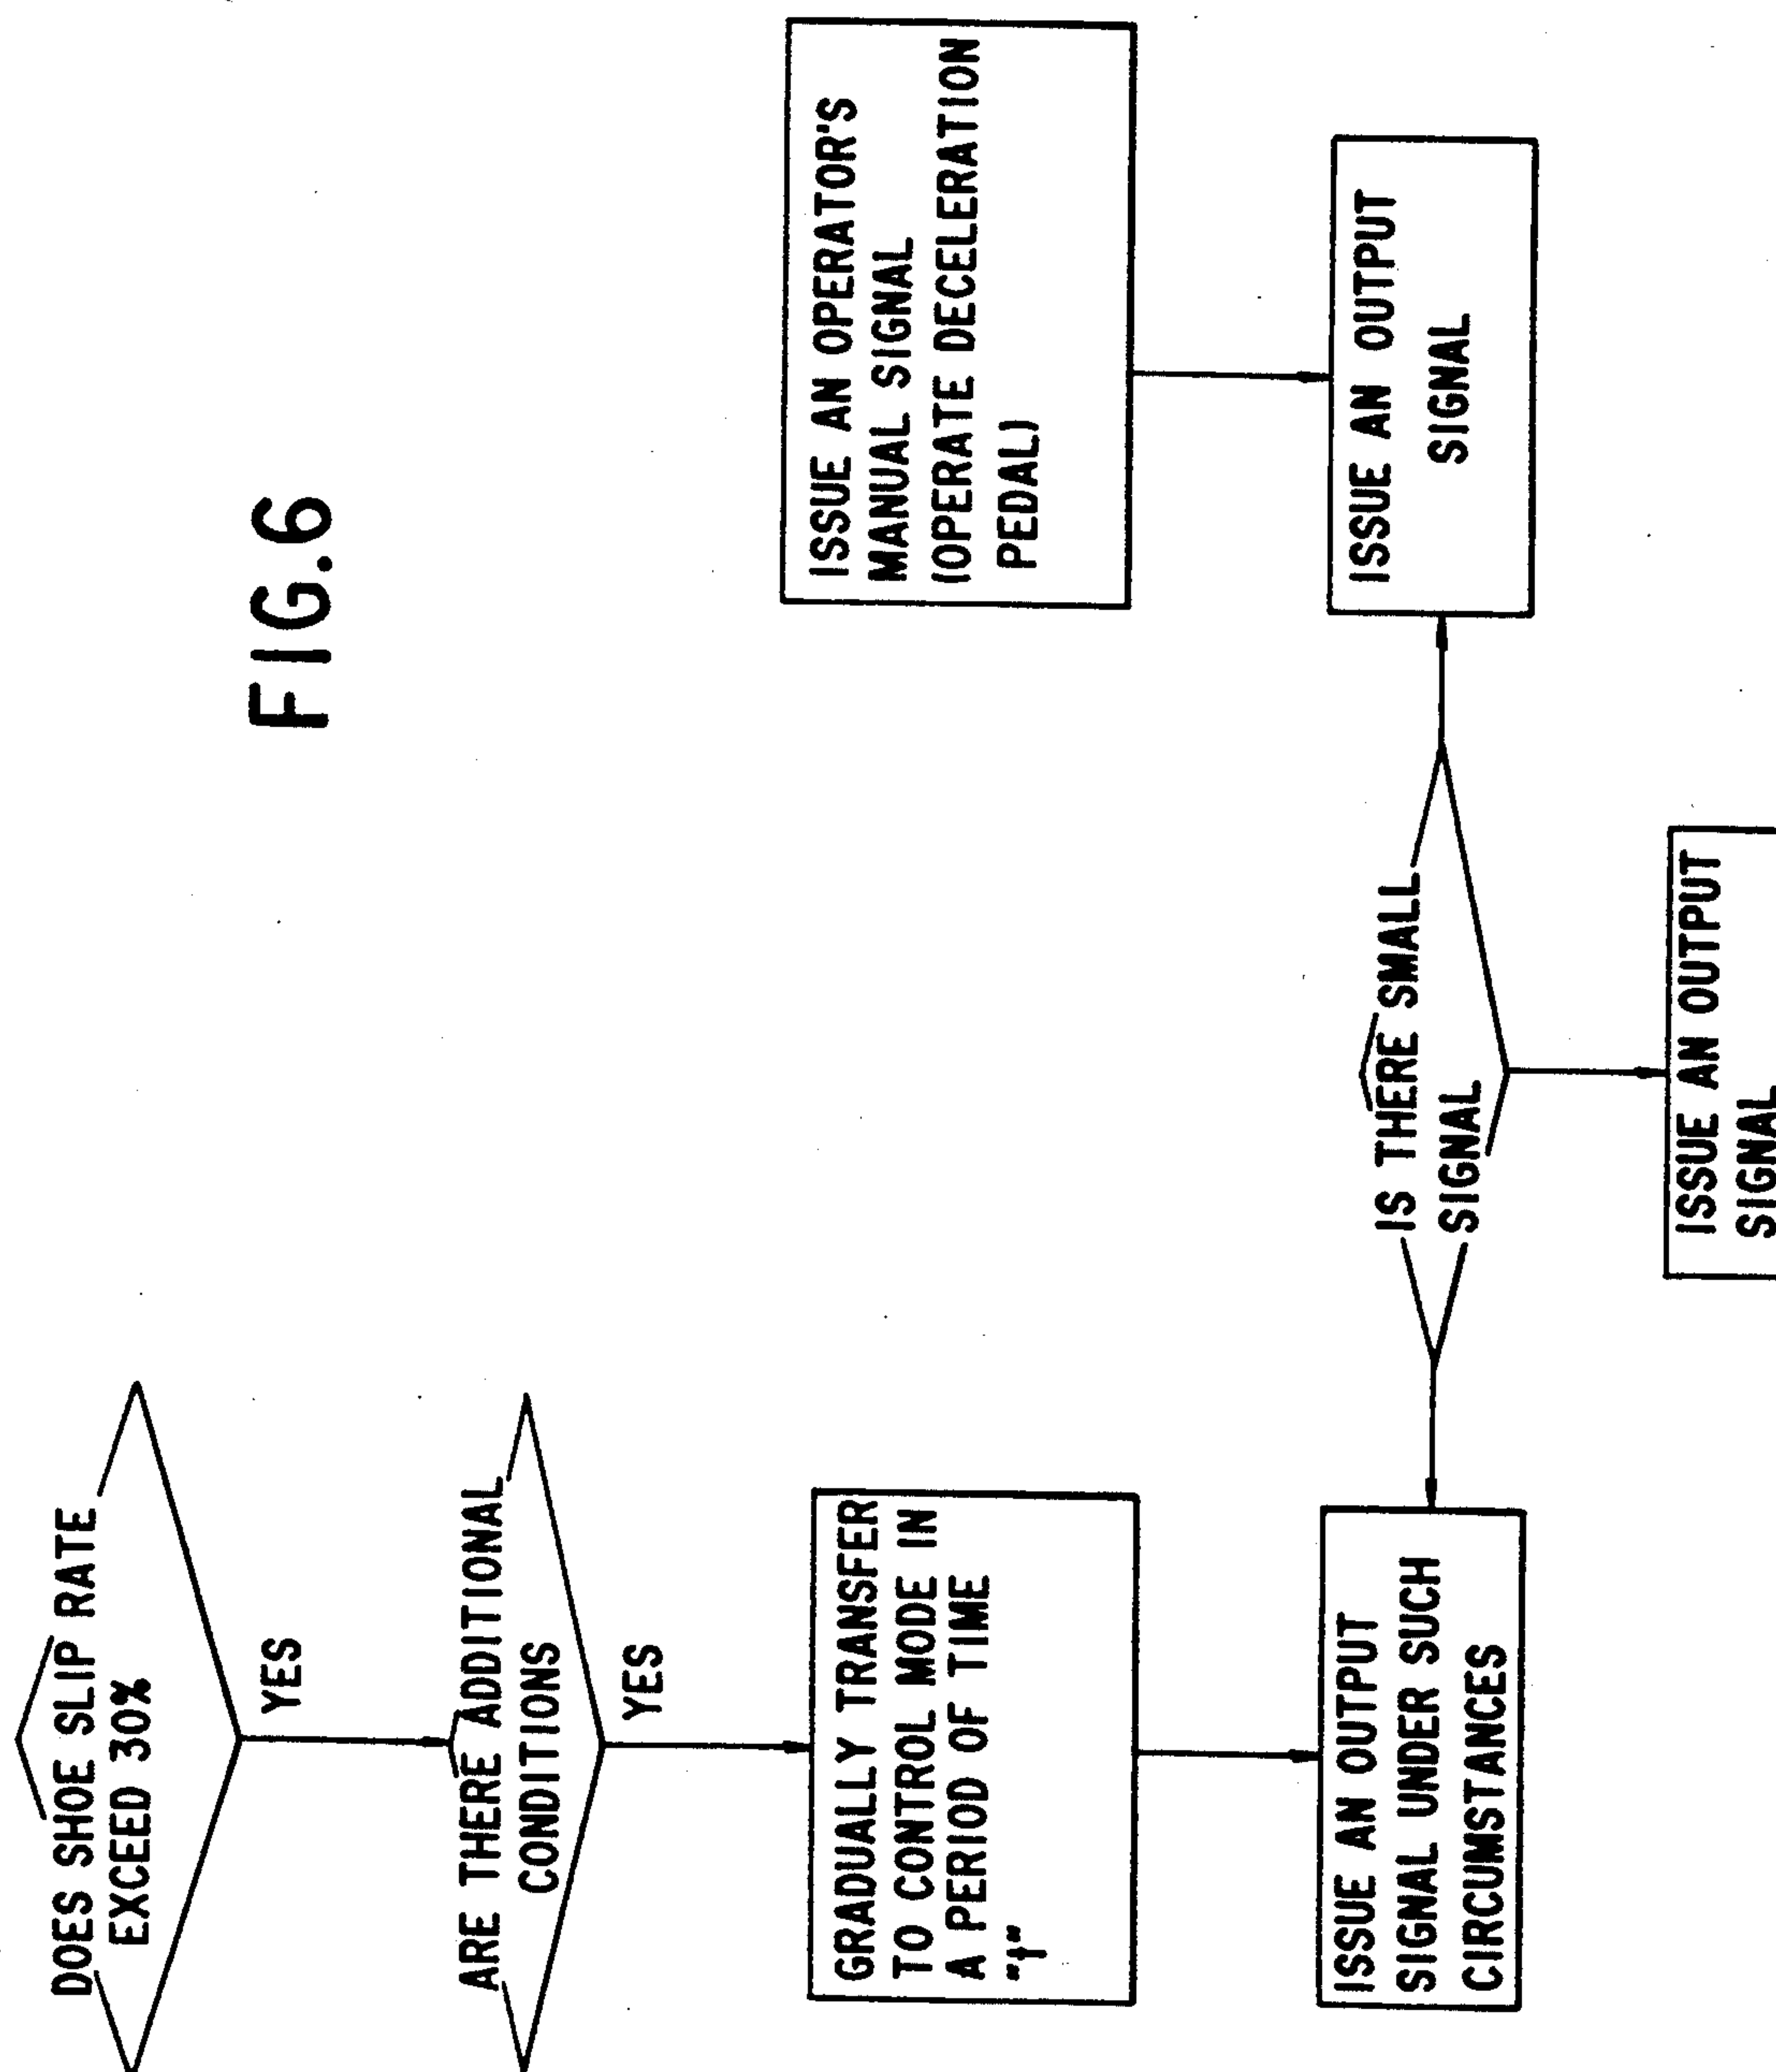 FIG.6
DOES SHOE SLIP RATE
EXCEED 30%
YES
ARE THERE ADDITIONAL
CONDITIONS
YES
GRADUALLY TRANSFER
TO CONTROL MODE IN
A PERIOD OF TIME
"t"
ISSUE AN OUTPUT
SIGNAL UNDER SUCH
CIRCUMSTANCES
IS THERE SMALL
SIGNAL
ISSUE AN OPERATOR'S
MANUAL SIGNAL
(OPERATE DECELERATION
PEDAL)
ISSUE AN OUTPUT
SIGNAL
ISSUE AN OUTPUT
SIGNAL